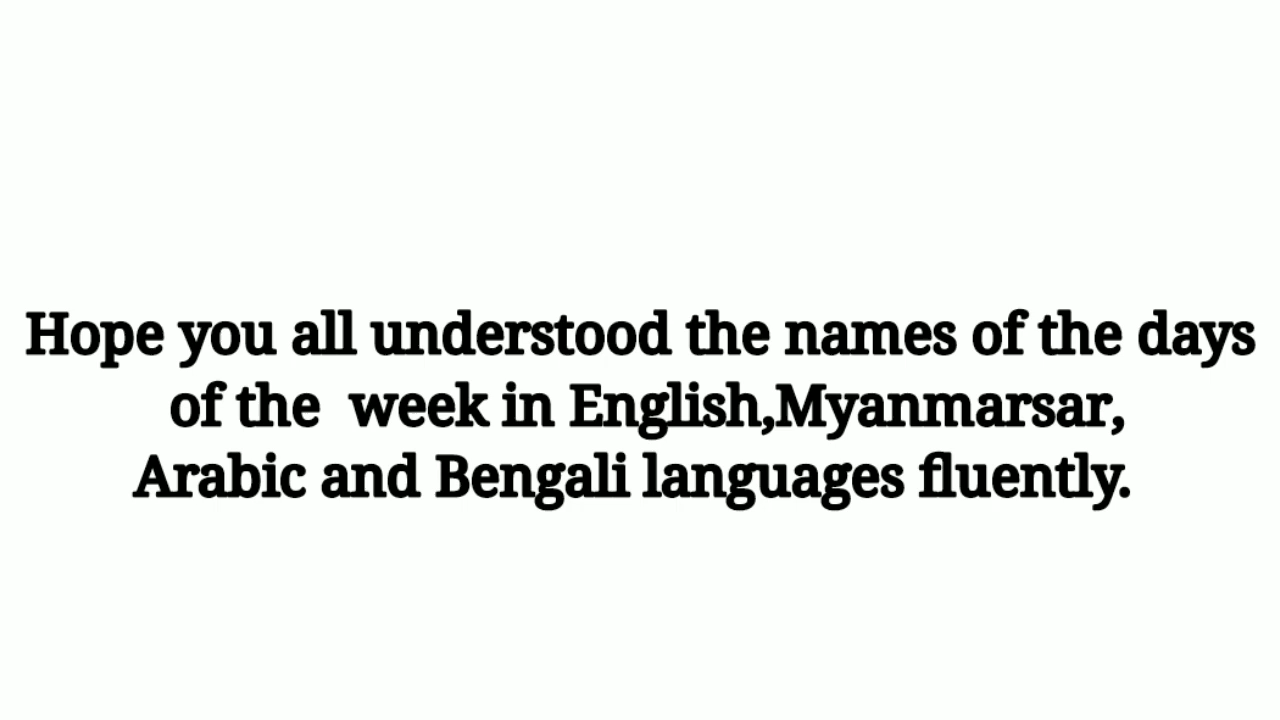 Hope you all understood the names of the days
of the  week in English,Myanmarsar,
Arabic and Bengali languages fluently.